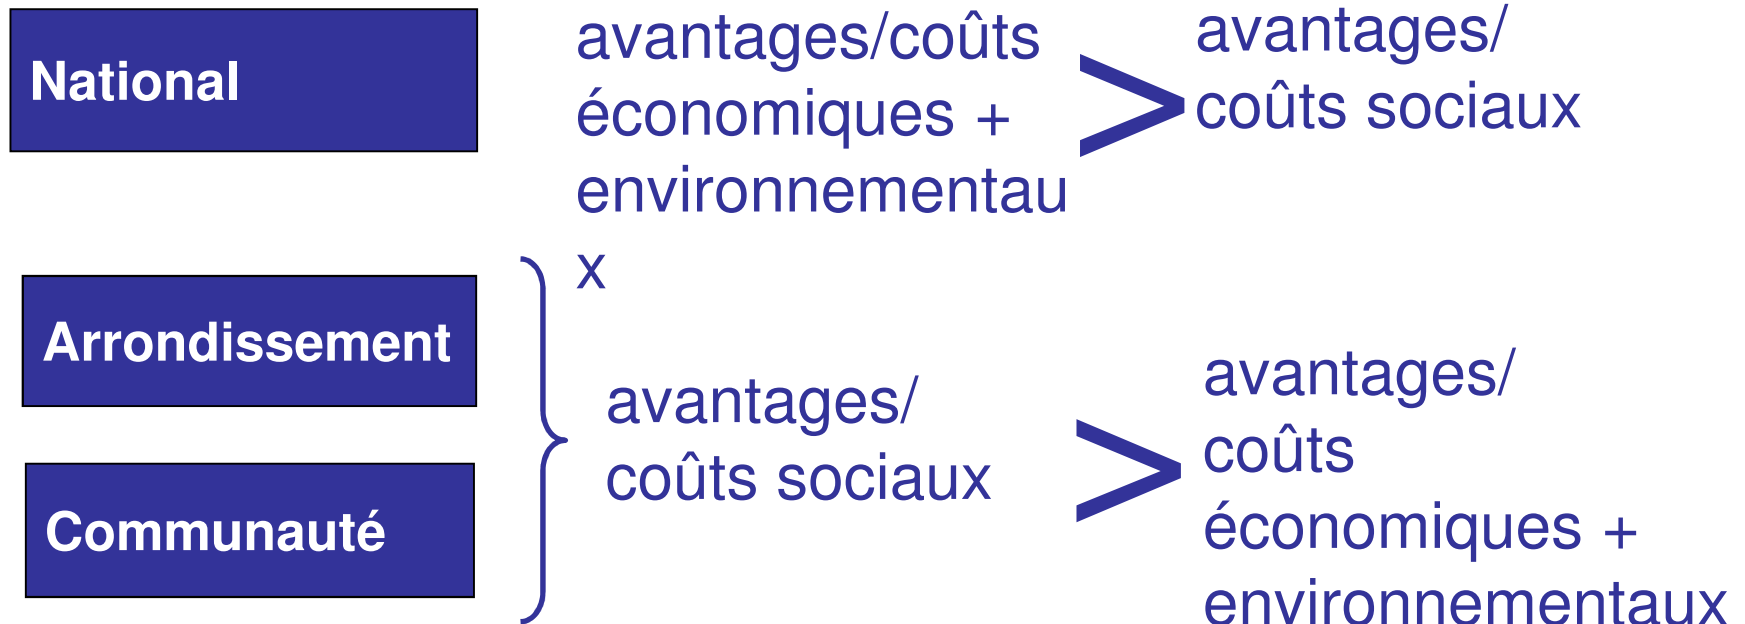 National
avantages/coûts
économiques +
environnementau
x
>
avantages/
coûts sociaux
Arrondissement
Communauté
avantages/
coûts sociaux
>
avantages/
coûts
économiques +
environnementaux